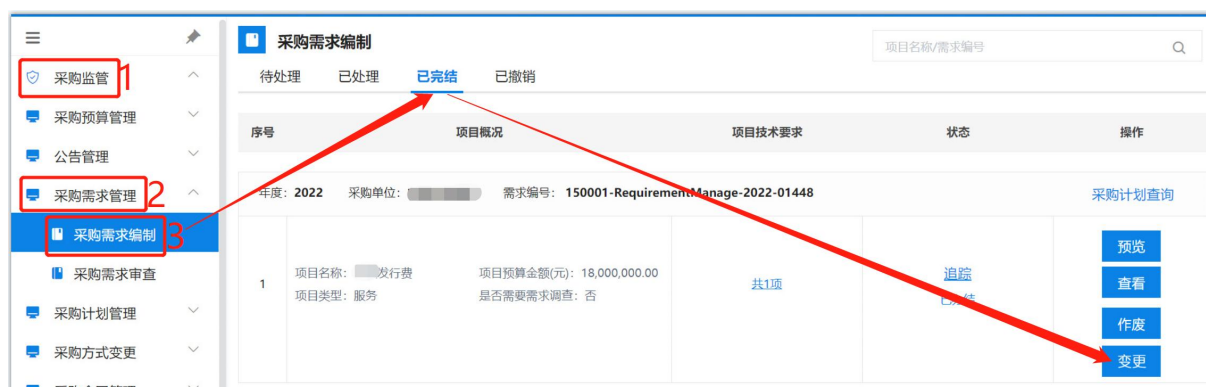 采购需求编制
项目名称/需求编号
采购监管 1
待处理 已处理 已完结 已撤销
采购预算管理
序号 项目概况 项目技术要求 状态 操作
公告管理
采购需求管理 2
年度：2022 采购单位： 需求编号：150001-RequirementManage-2022-01448 采购计划查询
采购需求编制 3
预览
采购需求审查
1 项目名称： 发行费 项目预算金额(元)：18,000,000.00 共1项 追踪 查看
项目类型：服务 是否需要需求调查：否 已完结
采购计划管理
作废
采购方式变更
变更